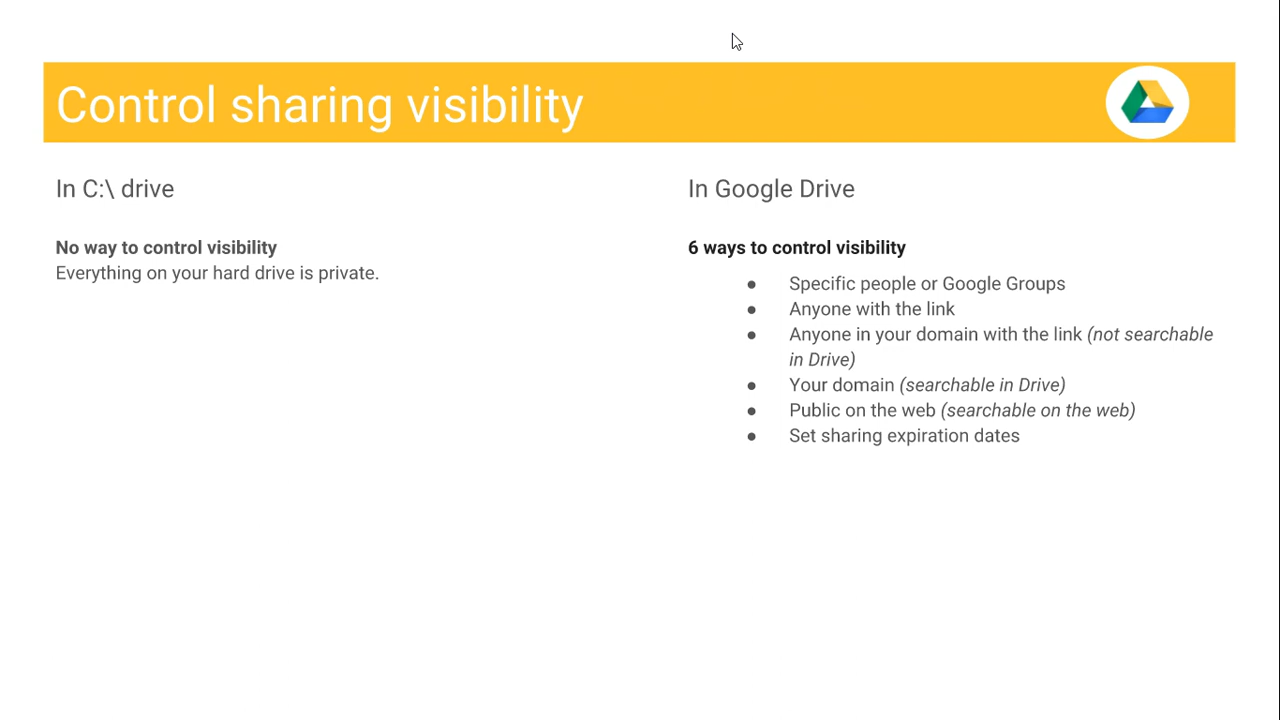 Control sharing visibility
In C:\ drive
No way to control visibility
Everything on your hard drive is private.
In Google Drive
6 ways to control visibility
● Specific people or Google Groups
● Anyone with the link
● Anyone in your domain with the link (not searchable
in Drive)
● Your domain (searchable in Drive)
● Public on the web (searchable on the web)
● Set sharing expiration dates